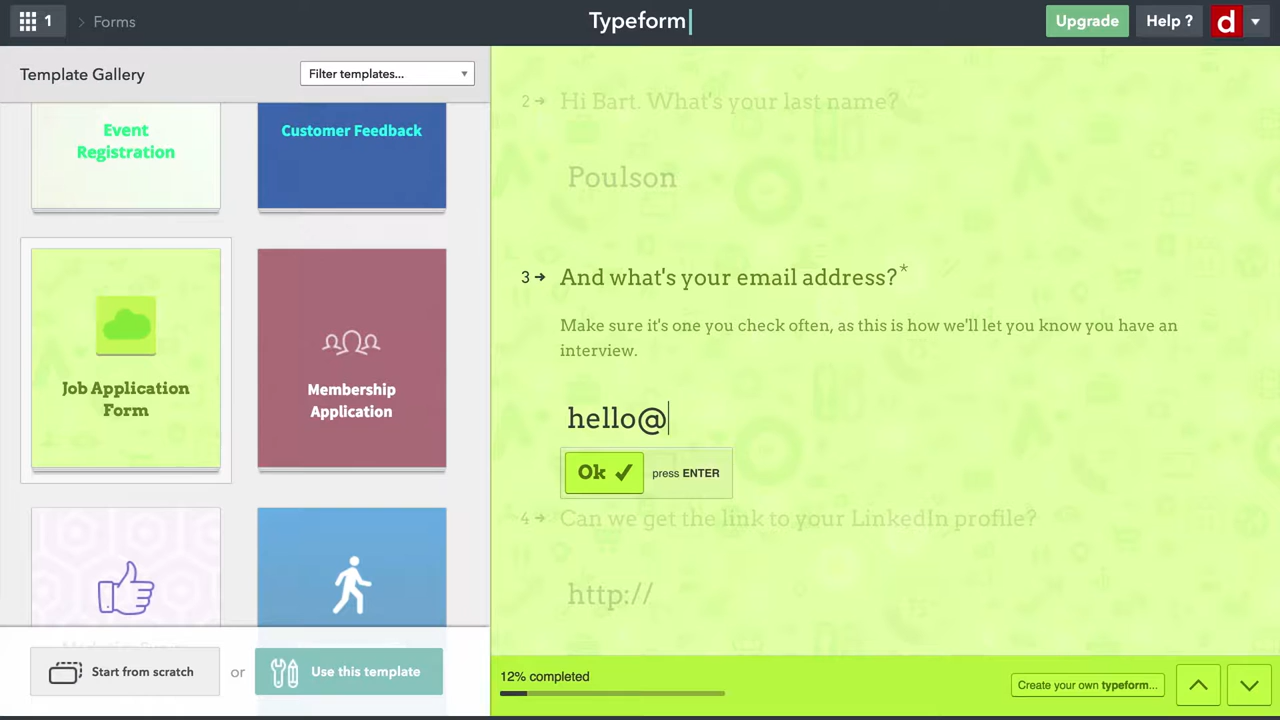 1
Forms
Typeform
Upgrade
Help ?
d
Template Gallery
Filter templates...
Event
Registration
Customer Feedback
Job Application
Form
Membership
Application
Start from scratch
or
Use this template
2
Hi Bart. What's your last name?
Poulson
3
And what's your email address?*
Make sure it's one you check often, as this is how we'll let you know you have an
interview.
hello@
Ok
press ENTER
4
Can we get the link to your LinkedIn profile?
http://
12% completed
Create your own typeform...